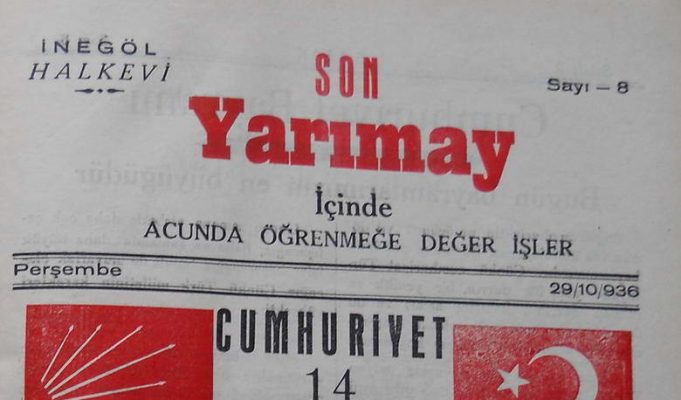 İNEGÖL
HALKEVİ
SON
Sayı – 8
Yarımay
İçinde
ACUNDA ÖĞRENMEĞE DEĞER İŞLER
Perşembe
29/10/936
CUMHURİYET
14